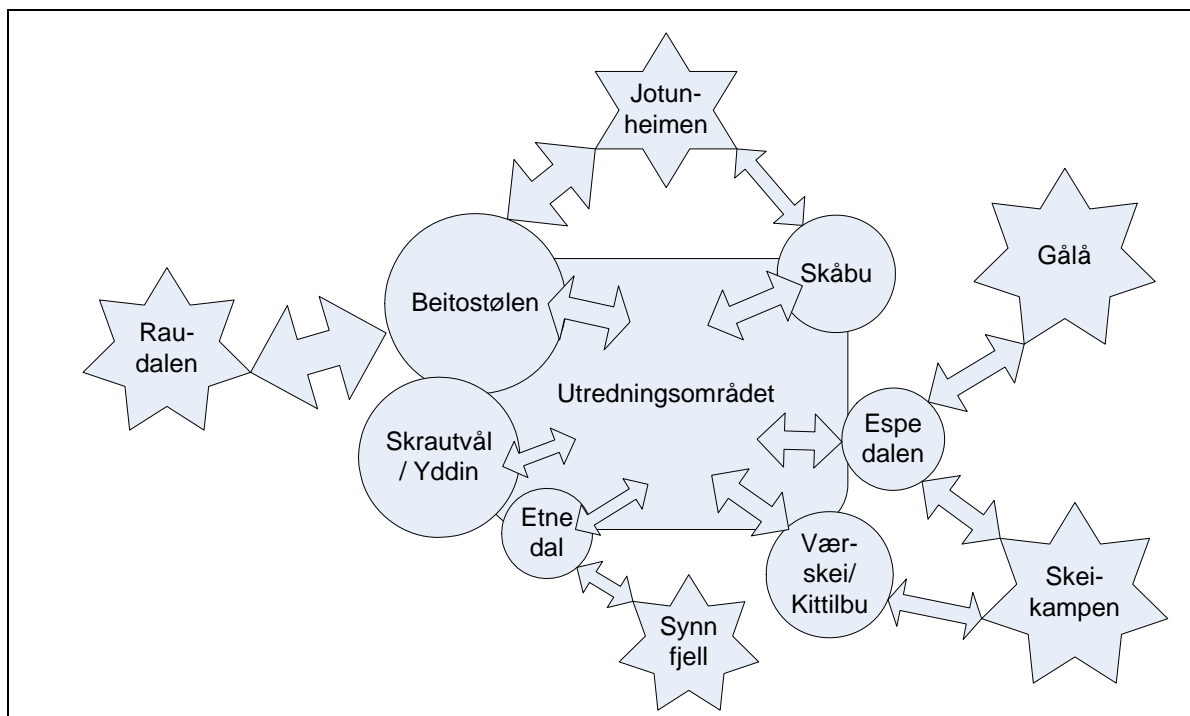 Jotun-
heimen
Gålå
Skåbu
Beitostølen
Rau-
dalen
Utredningsområdet
Espe
dalen
Skrautvål
/ Yddin
Etne
dal
Vær-
skei/
Kittilbu
Skei-
kampen
Synn
fjell